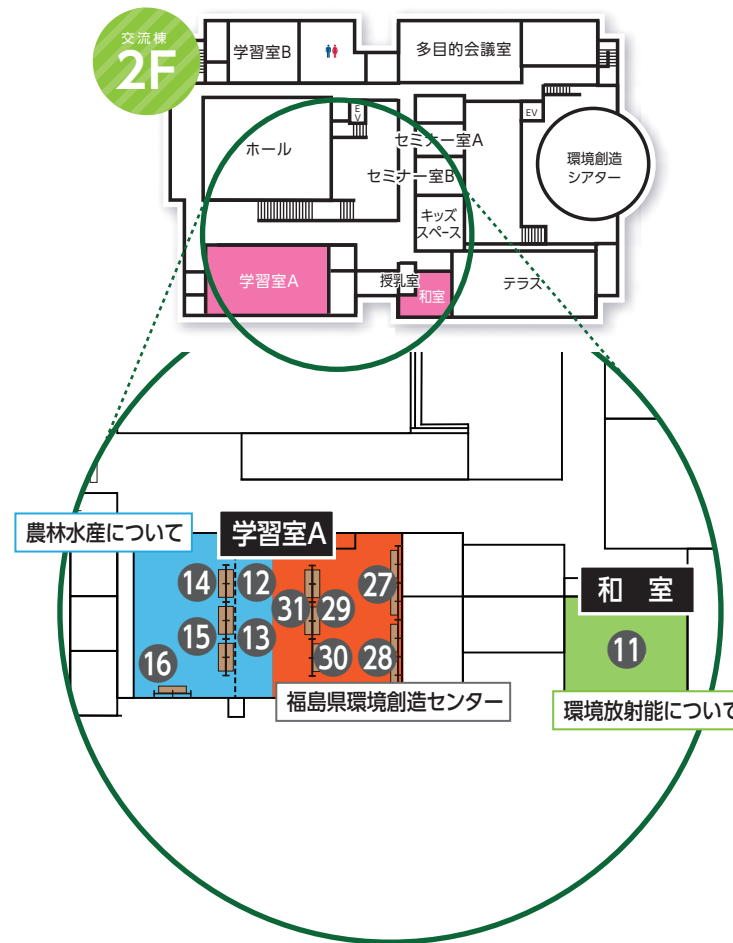 交流棟
2F
学習室B
多目的会議室
EV
ホール
セミナー室A
EV
環境創造
シアター
セミナー室B
キッズ
スペース
学習室A
授乳室
和室
テラス
農林水産について
学習室A
和 室
14
12
31
29
27
15
13
16
30
28
11
福島県環境創造センター
環境放射能について